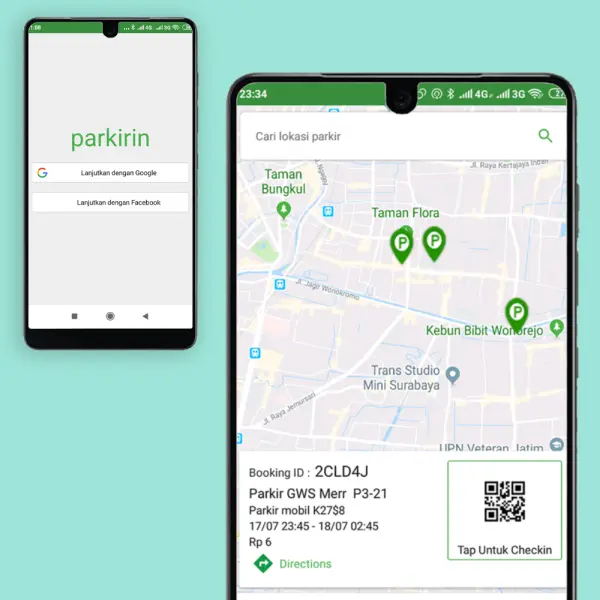 parkirin
Lanjutkan dengan Google
Lanjutkan dengan Facebook
23:34
4G
3G
Cari lokasi parkir
Jl. Raya Kertajaya Indah
Taman
Bungkul
Taman Flora
Jl. Jagir Wonokromo
Kebun Bibit Wonorejo
Trans Studio
Mini Surabaya
Jl. Raya Jemursari
UPN Veteran Jatim
Booking ID : 2CLD4J
Parkir GWS Merr P3-21
Parkir mobil K27$8
17/07 23:45 - 18/07 02:45
Rp 6
Directions
Tap Untuk Checkin